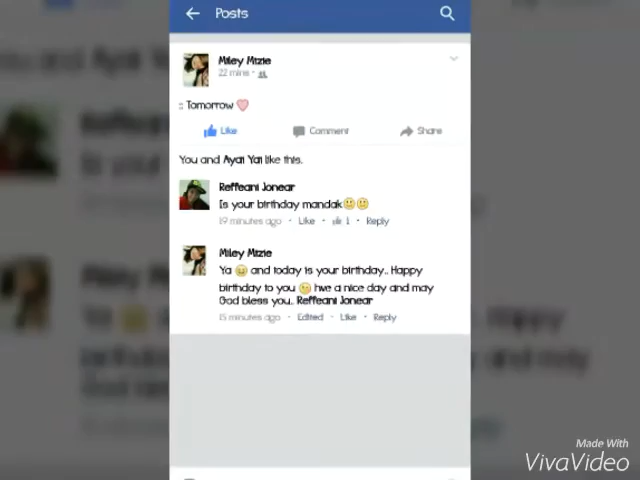 Posts
Miley Mizie
22 mins
:: Tomorrow
Like Comment Share
You and Ayai Yai like this.
Reffeani Jonear
Is your birthday mandak
19 minutes ago · Like · 1 · Reply
Miley Mizie
Ya and today is your birthday.. Happy
birthday to you hve a nice day and may
God bless you.. Reffeani Jonear
15 minutes ago · Edited · Like · Reply
Made With
VivaVideo